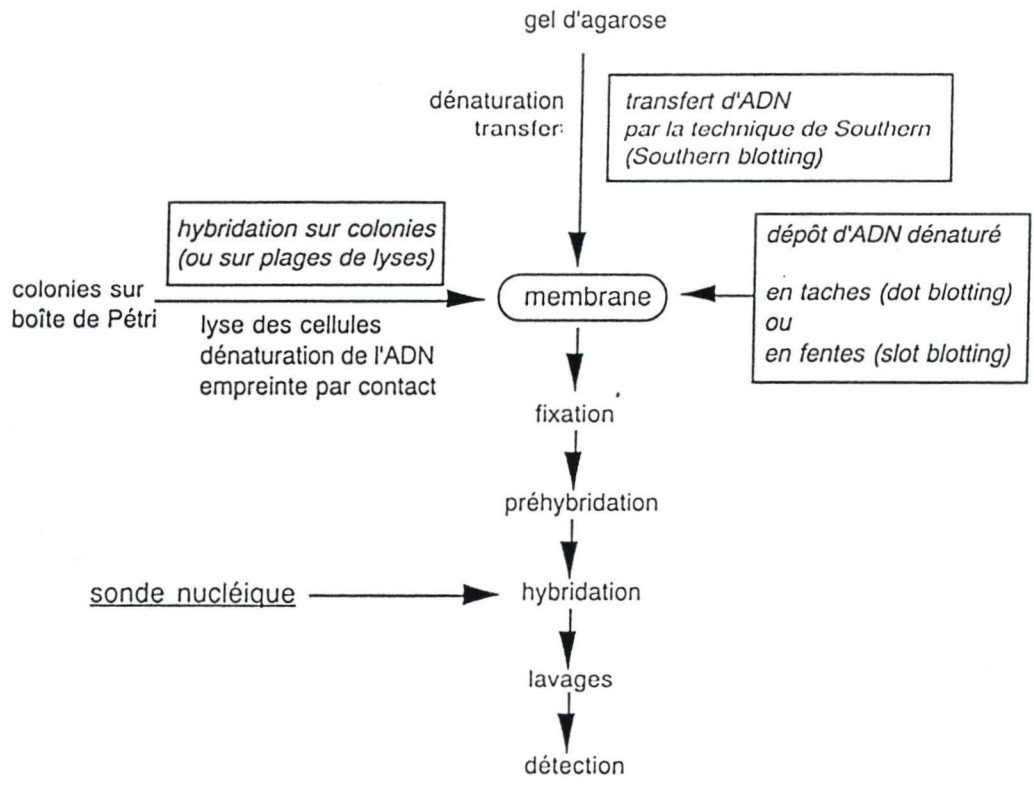 gel d'agarose
dénaturation
transfer
transfert d'ADN
par la technique de Southern
(Southern blotting)
hybridation sur colonies
(ou sur plages de lyses)
dépôt d'ADN dénaturé
en taches (dot blotting)
ou
en fentes (slot blotting)
colonies sur
boîte de Pétri
membrane
lyse des cellules
dénaturation de l'ADN
empreinte par contact
fixation
préhybridation
sonde nucléique
hybridation
lavages
détection